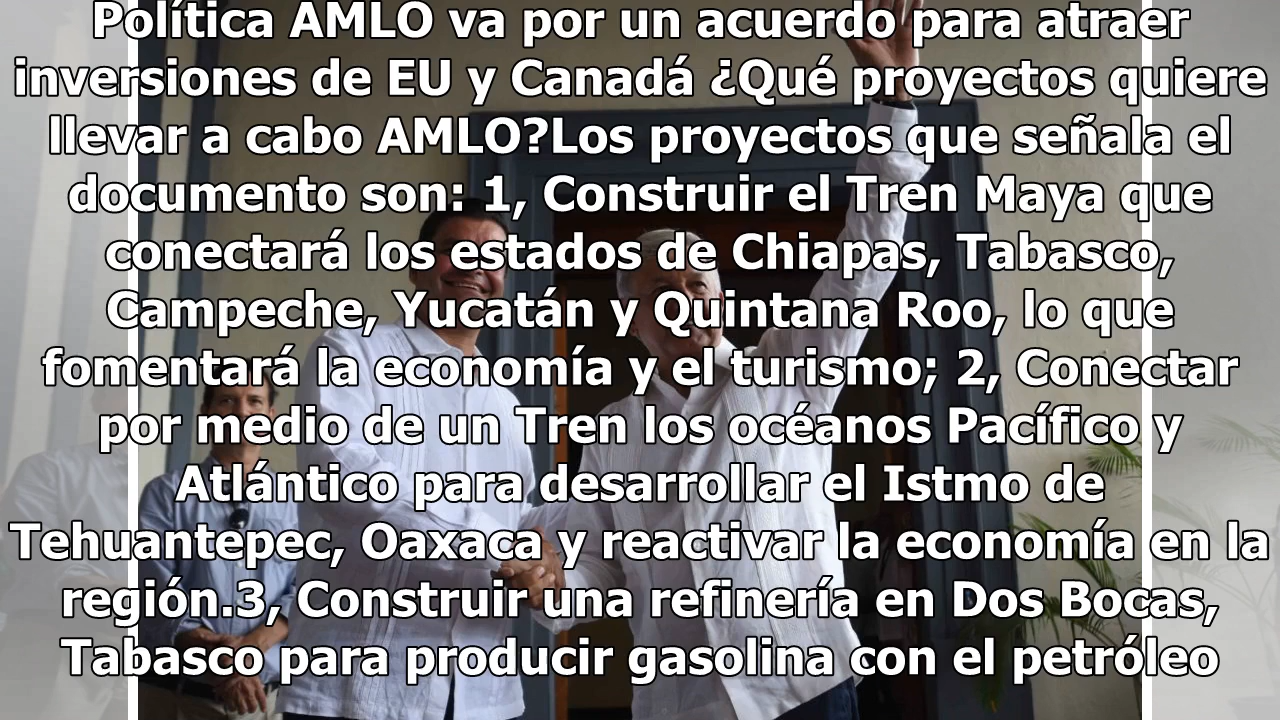 Política AMLO va por un acuerdo para atraer
inversiones de EU y Canadá ¿Qué proyectos quiere
llevar a cabo AMLO?Los proyectos que señala el
documento son: 1, Construir el Tren Maya que
conectará los estados de Chiapas, Tabasco,
Campeche, Yucatán y Quintana Roo, lo que
fomentará la economía y el turismo; 2, Conectar
por medio de un Tren los océanos Pacífico y
Atlántico para desarrollar el Istmo de
Tehuantepec, Oaxaca y reactivar la economía en la
región.3, Construir una refinería en Dos Bocas,
Tabasco para producir gasolina con el petróleo